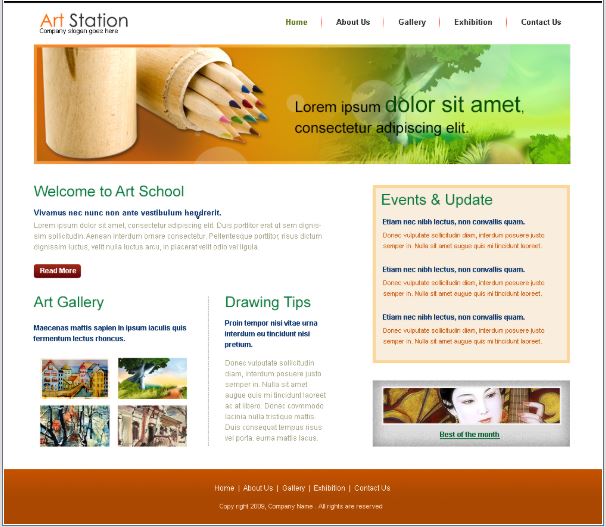 Art Station
Company slogan goes here
Home
About Us
Gallery
Exhibition
Contact Us
Lorem ipsum dolor sit amet,
consectetur adipiscing elit.
Welcome to Art School
Vivamus nec nunc non ante vestibulum hendrerit.
Lorem ipsum dolor sit amet, consectetur adipiscing elit. Duis porttitor erat ut sem dignis-
sim sollicitudin. Aenean interdum ornare consectetur. Pellentesque porttitor, risus dictum
dignissim luctus, velit nulla luctus arcu, in placerat velit odio vel ligula.
Read More
Art Gallery
Maecenas mattis sapien in ipsum iaculis quis
fermentum lectus rhoncus.
Drawing Tips
Proin tempor nisi vitae urna
interdum eu tincidunt nisi
pretium.
Donec vulputate sollicitudin
diam, interdum posuere justo
semper in. Nulla sit amet
augue quis mi tincidunt laoreet
ac at libero. Donec commodo
lacinia nulla tristique mattis.
Duis consequat tempus risus
vel porta. eurna mattis lacus.
Events & Update
Etiam nec nibh lectus, non convallis quam.
Donec vulputate sollicitudin diam, interdum posuere justo
semper in. Nulla sit amet augue quis mi tincidunt laoreet.
Etiam nec nibh lectus, non convallis quam.
Donec vulputate sollicitudin diam, interdum posuere justo
semper in. Nulla sit amet augue quis mi tincidunt laoreet.
Etiam nec nibh lectus, non convallis quam.
Donec vulputate sollicitudin diam, interdum posuere justo
semper in. Nulla sit amet augue quis mi tincidunt laoreet.
Best of the month
Home | About Us | Gallery | Exhibition | Contact Us
Copy right 2009, Company Name . All rights are reserved